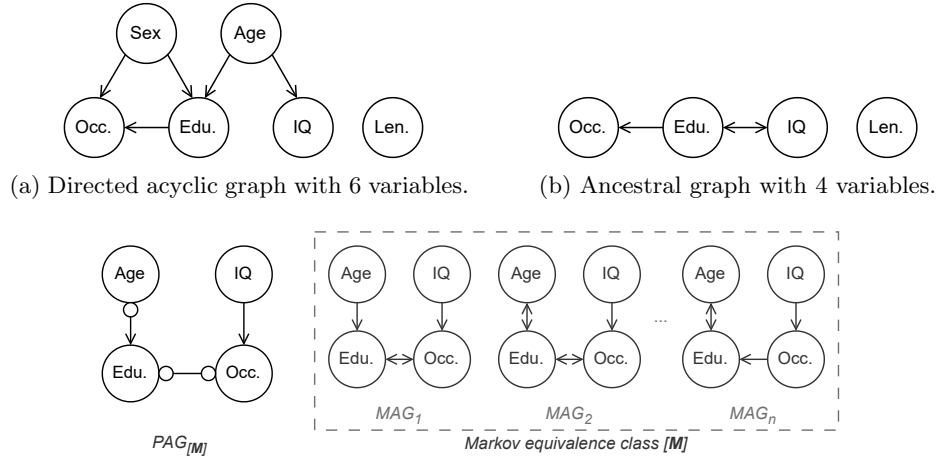 Sex Age
Occ. Edu. IQ Len.
Occ. Edu. IQ Len.
(a) Directed acyclic graph with 6 variables.
(b) Ancestral graph with 4 variables.
Age IQ
Edu. Occ.
PAG[M]
Age IQ Age IQ ... Age IQ
Edu. Occ. Edu. Occ. Edu. Occ.
MAG1 MAG2 MAGn
Markov equivalence class [M]